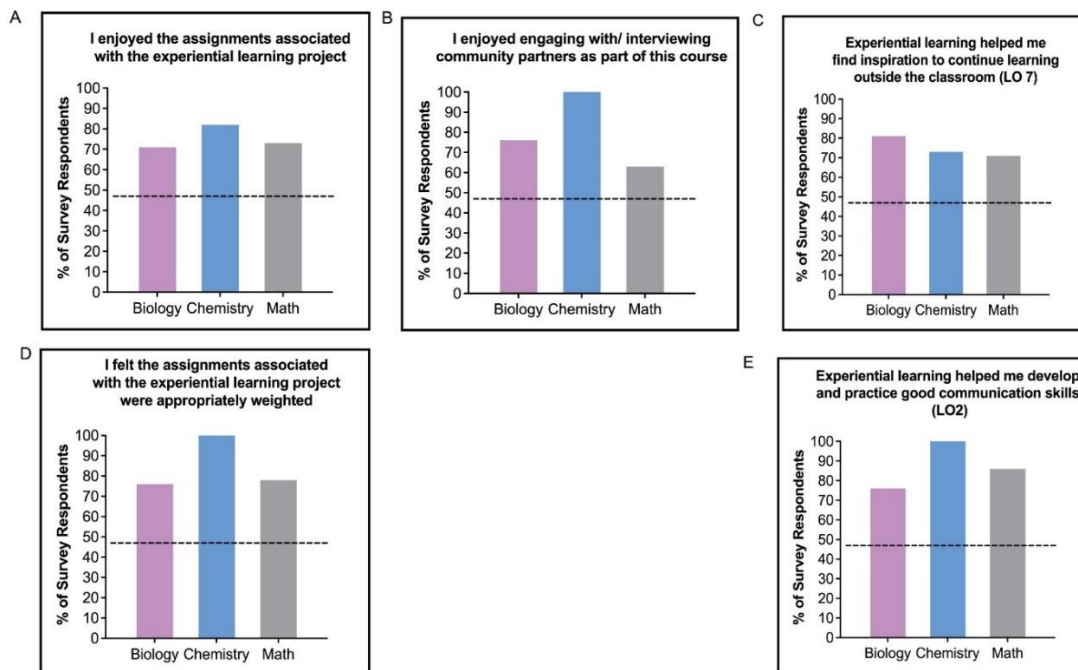 A
I enjoyed the assignments associated
with the experiential learning project
% of Survey Respondents
100
90
80
70
60
50
40
30
20
10
0
Biology Chemistry Math
B
I enjoyed engaging with/ interviewing
community partners as part of this course
% of Survey Respondents
100
90
80
70
60
50
40
30
20
10
0
Biology Chemistry Math
C
Experiential learning helped me
find inspiration to continue learning
outside the classroom (LO 7)
% of Survey Respondents
100
90
80
70
60
50
40
30
20
10
0
Biology Chemistry Math
D
I felt the assignments associated
with the experiential learning project
were appropriately weighted
% of Survey Respondents
100
90
80
70
60
50
40
30
20
10
0
Biology Chemistry Math
E
Experiential learning helped me develop
and practice good communication skills
(LO2)
% of Survey Respondents
100
90
80
70
60
50
40
30
20
10
0
Biology Chemistry Math